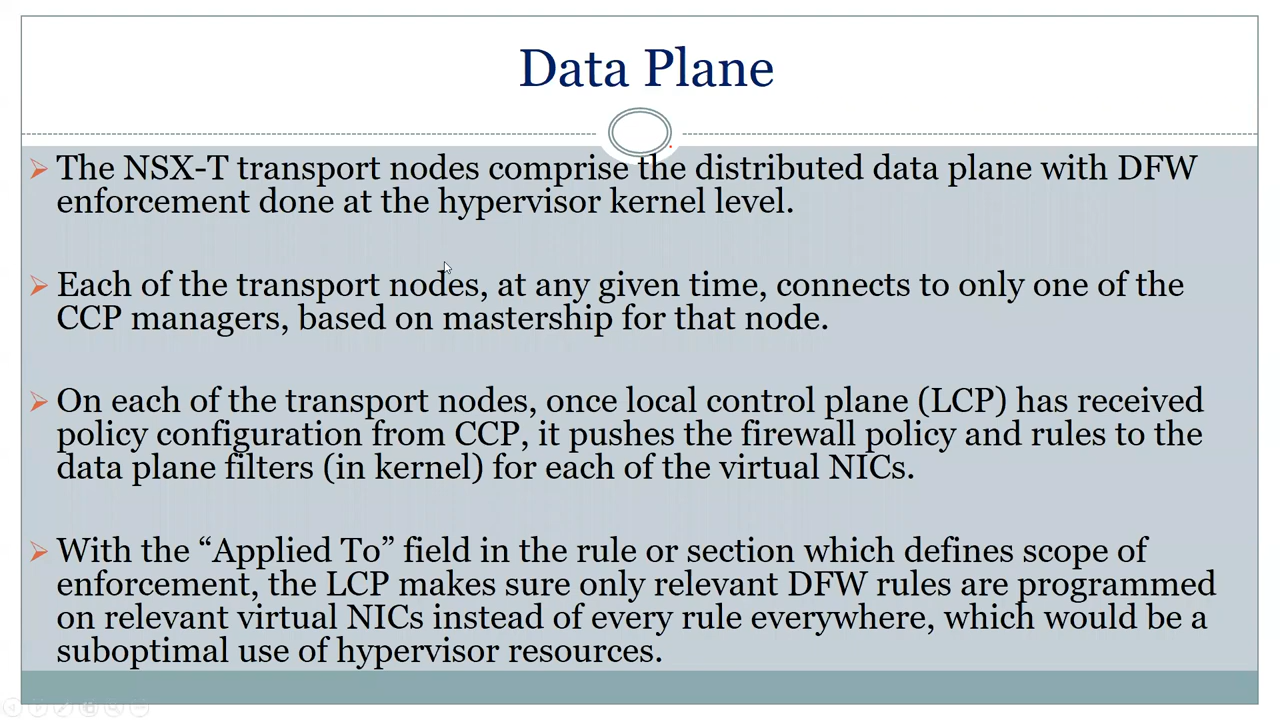 Data Plane
The NSX-T transport nodes comprise the distributed data plane with DFW
enforcement done at the hypervisor kernel level.
Each of the transport nodes, at any given time, connects to only one of the
CCP managers, based on mastership for that node.
On each of the transport nodes, once local control plane (LCP) has received
policy configuration from CCP, it pushes the firewall policy and rules to the
data plane filters (in kernel) for each of the virtual NICs.
With the “Applied To” field in the rule or section which defines scope of
enforcement, the LCP makes sure only relevant DFW rules are programmed
on relevant virtual NICs instead of every rule everywhere, which would be a
suboptimal use of hypervisor resources.